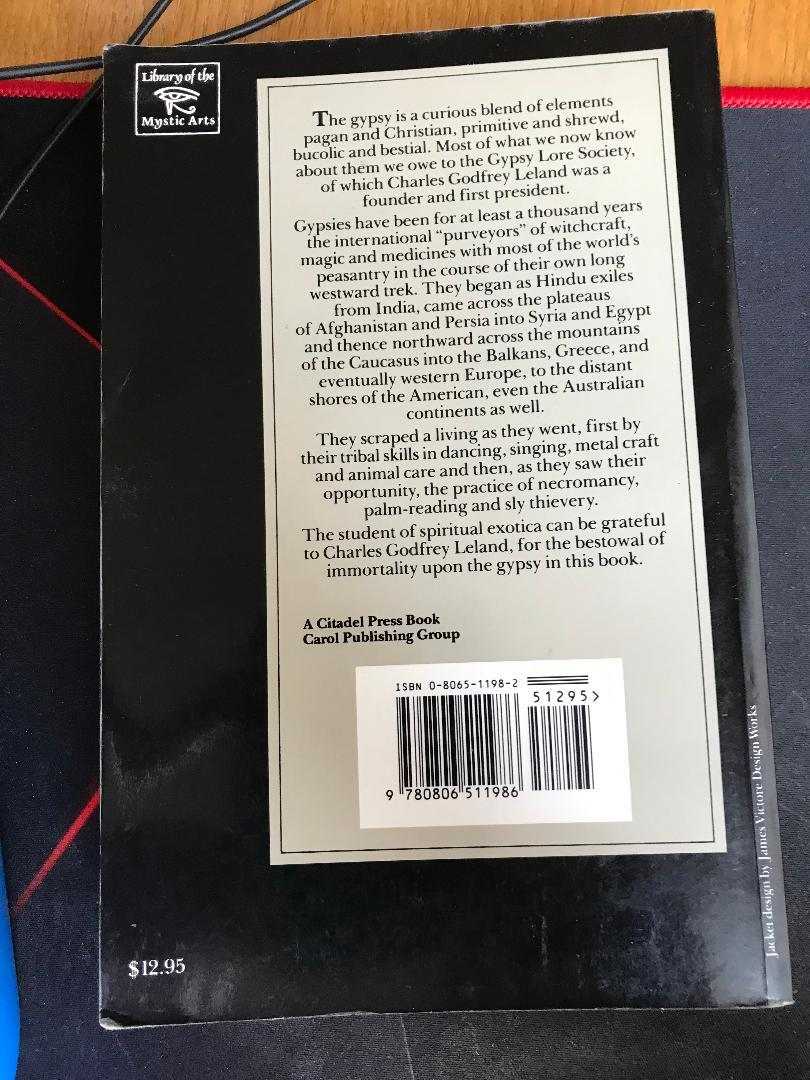 Library of the
Mystic Arts
The gypsy is a curious blend of elements
pagan and Christian, primitive and shrewd,
bucolic and bestial. Most of what we now know
about them we owe to the Gypsy Lore Society,
of which Charles Godfrey Leland was a
founder and first president.
Gypsies have been for at least a thousand years
the international “purveyors” of witchcraft,
magic and medicines with most of the world’s
peasantry in the course of their own long
westward trek. They began as Hindu exiles
from India, came across the plateaus
of Afghanistan and Persia into Syria and Egypt
and thence northward across the mountains
of the Caucasus into the Balkans, Greece, and
eventually western Europe, to the distant
shores of the American, even the Australian
continents as well.
They scraped a living as they went, first by
their tribal skills in dancing, singing, metal craft
and animal care and then, as they saw their
opportunity, the practice of necromancy,
palm-reading and sly thievery.
The student of spiritual exotica can be grateful
to Charles Godfrey Leland, for the bestowal of
immortality upon the gypsy in this book.
A Citadel Press Book
Carol Publishing Group
ISBN 0-8065-1198-2
51295>
9 780806 511986
$12.95
Jacket design by James Victore Design Works